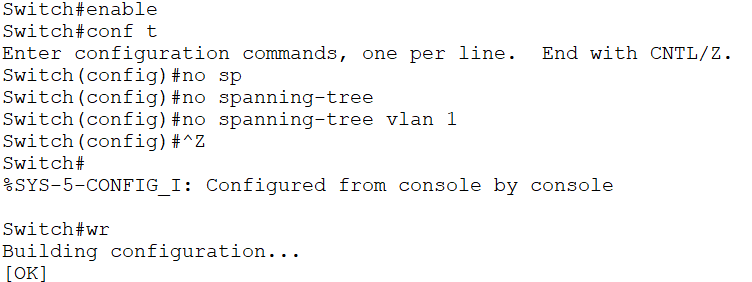 Switch#enable
Switch#conf t
Enter configuration commands, one per line.  End with CNTL/Z.
Switch(config)#no sp
Switch(config)#no spanning-tree
Switch(config)#no spanning-tree vlan 1
Switch(config)#^Z
Switch#
%SYS-5-CONFIG_I: Configured from console by console

Switch#wr
Building configuration...
[OK]